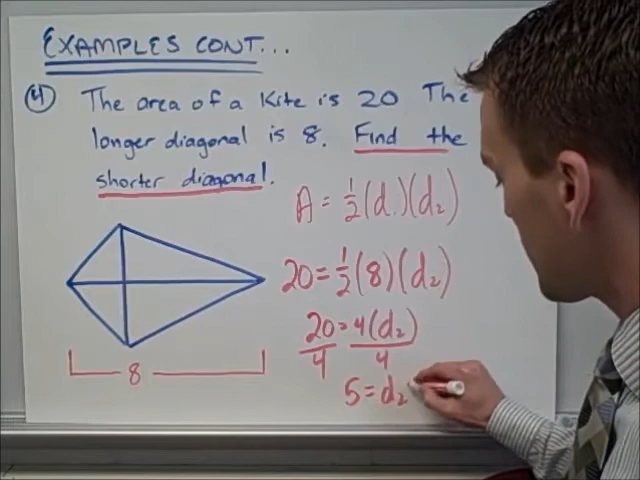 EXAMPLES CONT...
4 The area of a Kite is 20 The
longer diagonal is 8. Find the
shorter diagonal.
A = 1/2 (d1)(d2)
20 = 1/2 (8)(d2)
20 = 4(d2)
4 4
5 = d2
8